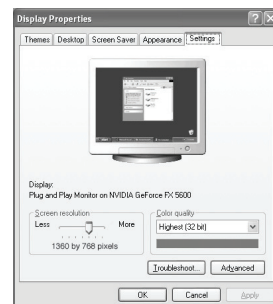 Display Properties
Themes Desktop Screen Saver Appearance Settings
Display:
Plug and Play Monitor on NVIDIA GeForce FX 5600
Screen resolution
Less More
1360 by 768 pixels
Color quality
Highest (32 bit)
Troubleshoot... Advanced
OK Cancel Apply